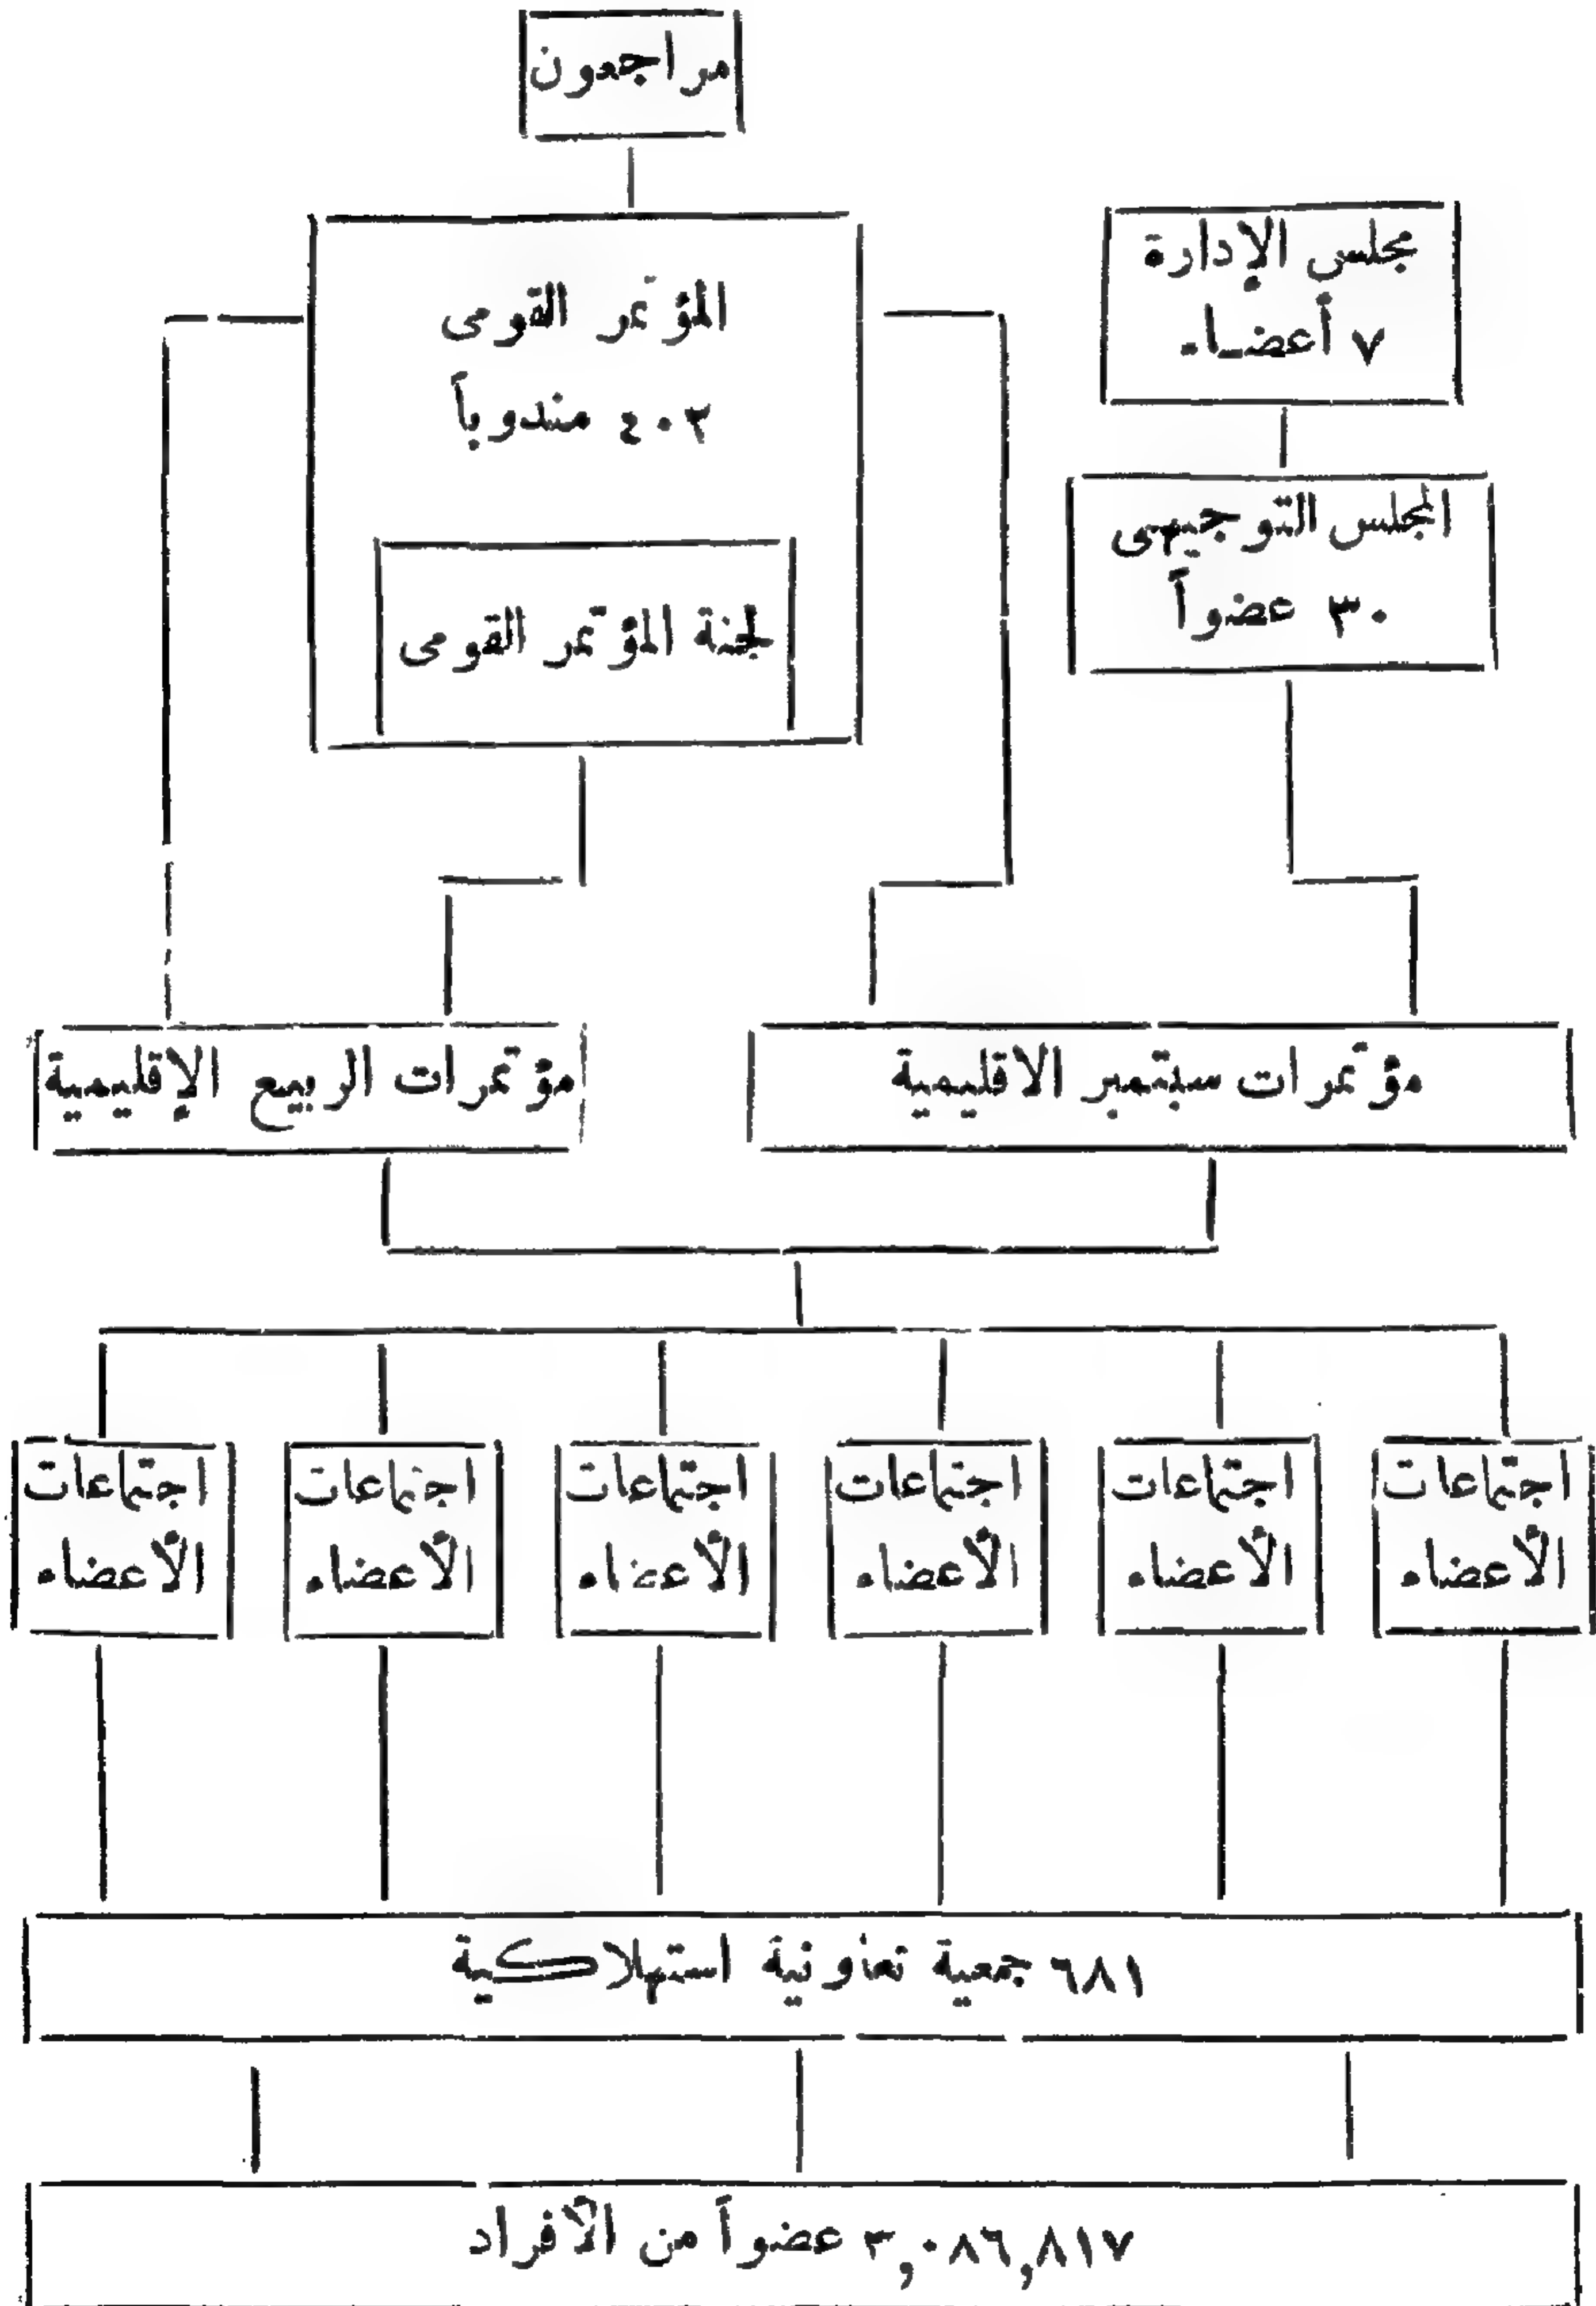 مراجعون
مجلس الإدارة
٧ أعضاء
المؤتمر القومى
٤٠٣ مندوباً
المجلس التوجيهى
٣٠ عضواً
لجنة المؤتمر القومى
مؤتمرات سبتمبر الاقليمية
مؤتمرات الربيع الإقليمية
اجتماعات
الأعضاء
اجتماعات
الأعضاء
اجتماعات
الأعضاء
اجتماعات
الأعضاء
اجتماعات
الأعضاء
اجتماعات
الأعضاء
٦٨١ جمعية تعاونية استهلاكية
٣,٠٨٦,٨١٧ عضواً من الأفراد